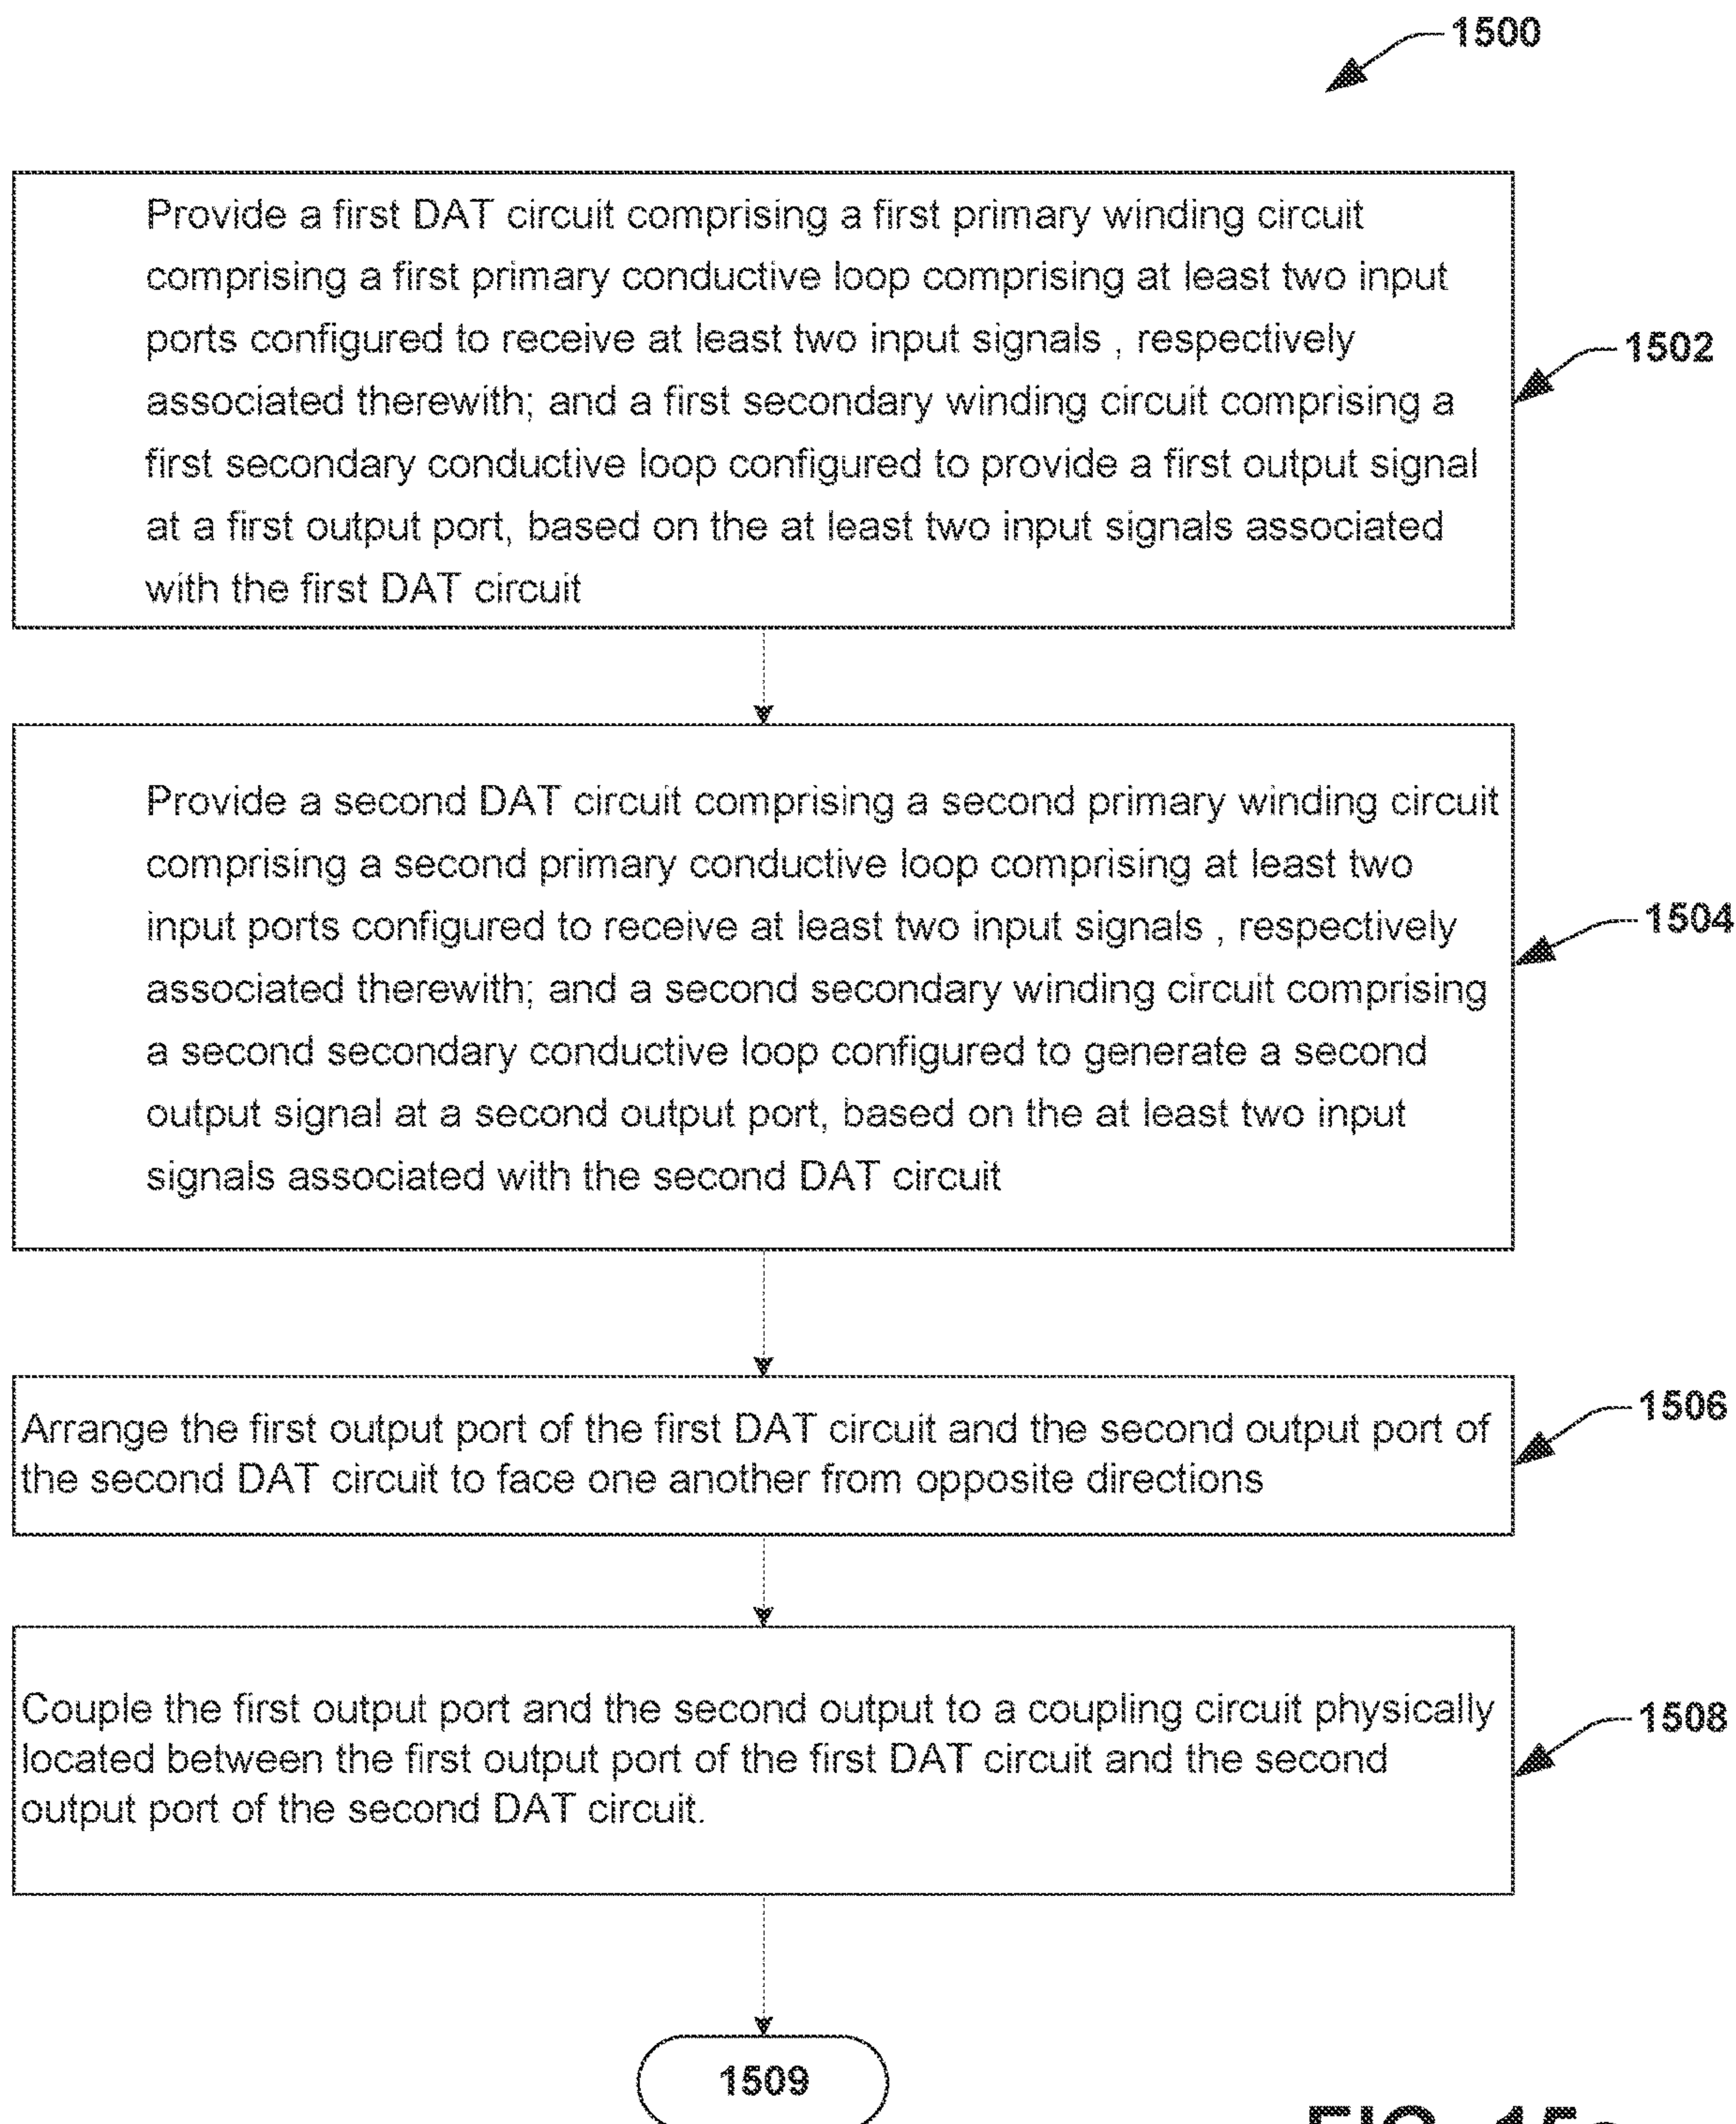 1500
Provide a first DAT circuit comprising a first primary winding circuit
comprising a first primary conductive loop comprising at least two input
ports configured to receive at least two input signals , respectively
associated therewith; and a first secondary winding circuit comprising a
first secondary conductive loop configured to provide a first output signal
at a first output port, based on the at least two input signals associated
with the first DAT circuit
1502
Provide a second DAT circuit comprising a second primary winding circuit
comprising a second primary conductive loop comprising at least two
input ports configured to receive at least two input signals , respectively
associated therewith; and a second secondary winding circuit comprising
a second secondary conductive loop configured to generate a second
output signal at a second output port, based on the at least two input
signals associated with the second DAT circuit
1504
Arrange the first output port of the first DAT circuit and the second output port of
the second DAT circuit to face one another from opposite directions
1506
Couple the first output port and the second output to a coupling circuit physically
located between the first output port of the first DAT circuit and the second
output port of the second DAT circuit.
1508
1509